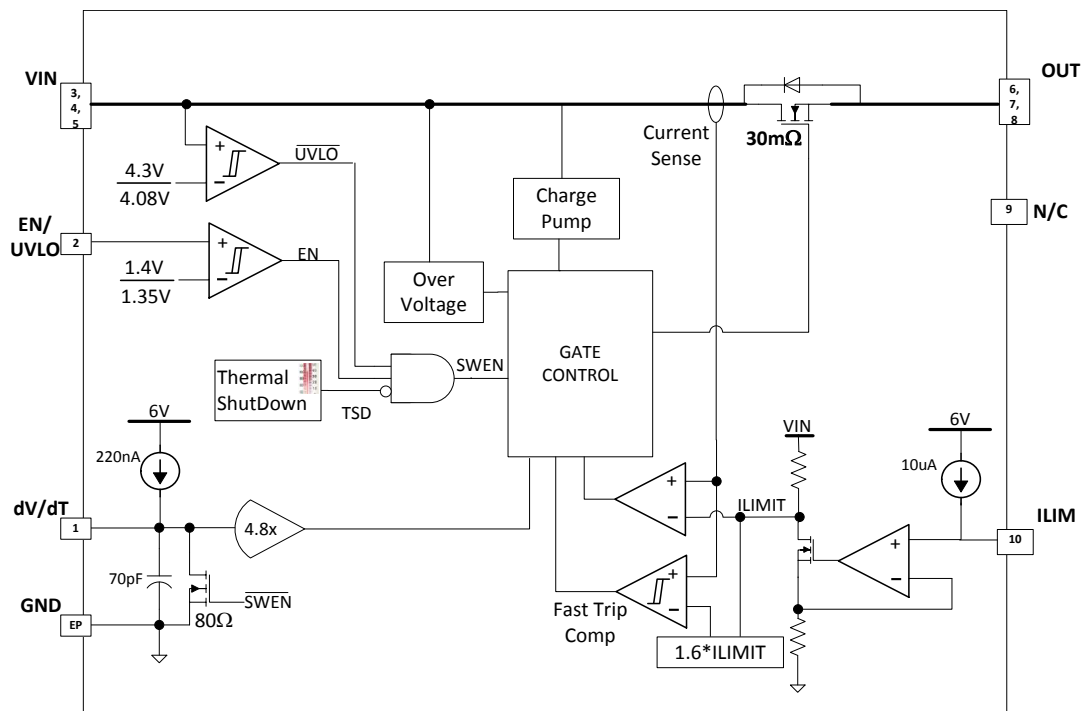 VIN
3,
4,
5
OUT
6,
7,
8
Current
Sense
30mΩ
+
−
UVLO
4.3V
4.08V
Charge
Pump
9
N/C
EN/
UVLO
2
+
−
EN
1.4V
1.35V
Over
Voltage
GATE
CONTROL
Thermal
ShutDown
TSD
SWEN
6V
220nA
VIN
6V
10uA
dV/dT
1
4.8x
+
−
ILIMIT
ILIM
10
+
−
70pF
SWEN
80Ω
GND
EP
+
−
Fast Trip
Comp
1.6*ILIMIT